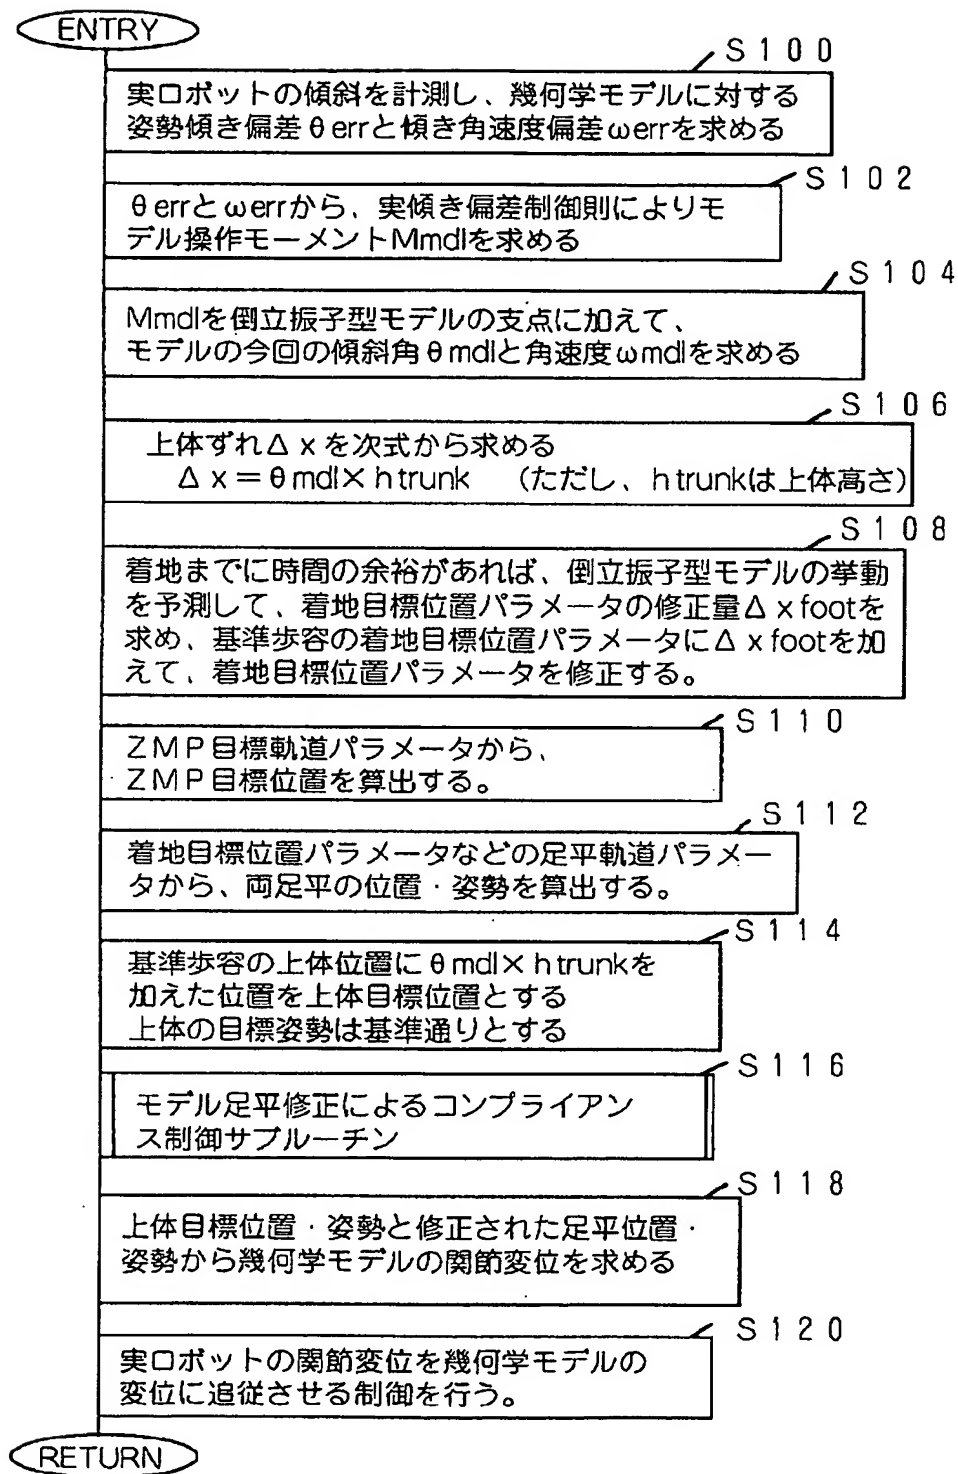 ENTRY
S100
実ロボットの傾斜を計測し、幾何学モデルに対する
姿勢傾き偏差θerrと傾き角速度偏差ωerrを求める
S102
θerrとωerrから、実傾き偏差制御則によりモ
デル操作モーメントMmdlを求める
S104
Mmdlを倒立振子型モデルの支点に加えて、
モデルの今回の傾斜角θmdlと角速度ωmdlを求める
S106
上体ずれΔxを次式から求める
Δx=θmdl×htrunk (ただし、htrunkは上体高さ)
S108
着地までに時間の余裕があれば、倒立振子型モデルの挙動
を予測して、着地目標位置パラメータの修正量Δxfootを
求め、基準歩容の着地目標位置パラメータにΔxfootを加
えて、着地目標位置パラメータを修正する。
S110
ZMP目標軌道パラメータから、
ZMP目標位置を算出する。
S112
着地目標位置パラメータなどの足平軌道パラメー
タから、両足平の位置・姿勢を算出する。
S114
基準歩容の上体位置にθmdl×htrunkを
加えた位置を上体目標位置とする
上体の目標姿勢は基準通りとする
S116
モデル足平修正によるコンプライアン
ス制御サブルーチン
S118
上体目標位置・姿勢と修正された足平位置・
姿勢から幾何学モデルの関節変位を求める
S120
実ロボットの関節変位を幾何学モデルの
変位に追従させる制御を行う。
RETURN